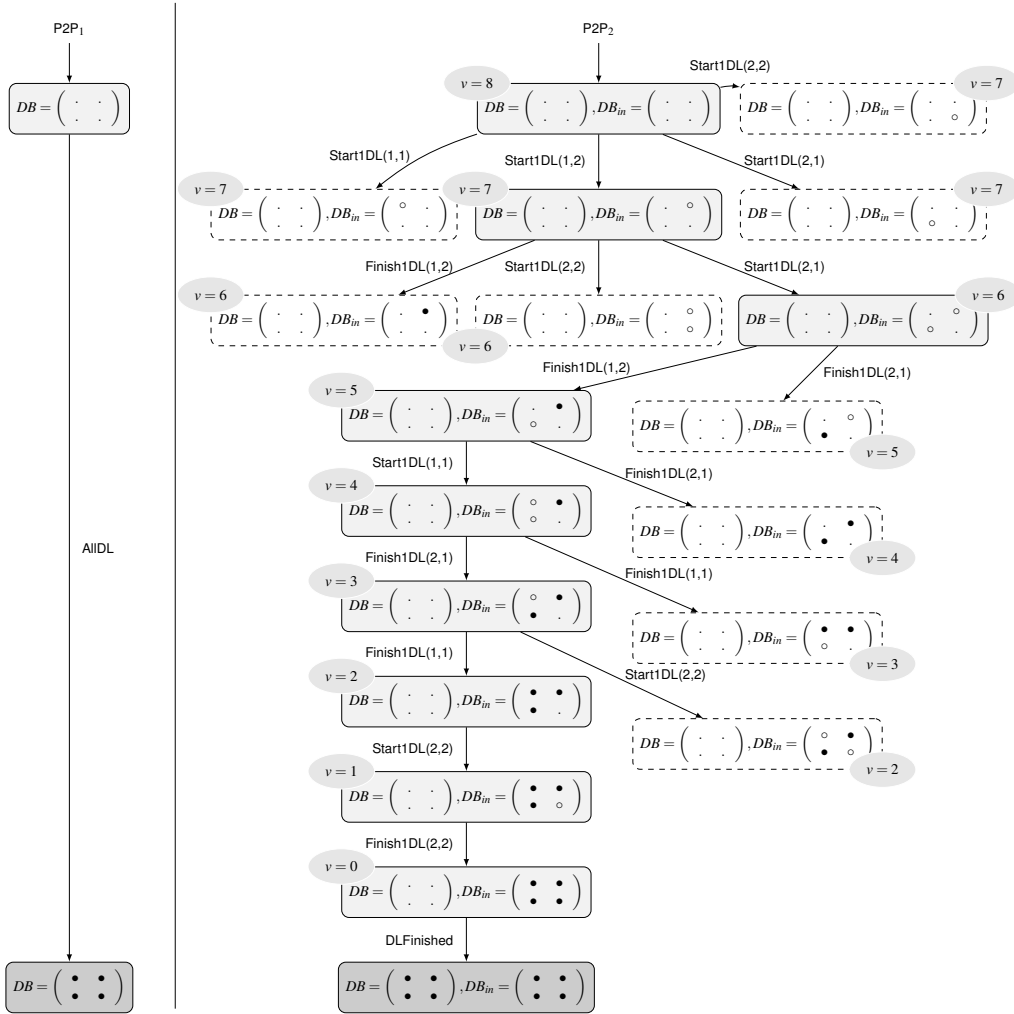 P2P₁
P2P₂
Start1DL(2,2)
v = 8
v = 7
DB = ( · · · · )
DB = ( · · · · ), DBin = ( · · · · )
DB = ( · · · · ), DBin = ( · · · ○ )
Start1DL(1,1)
Start1DL(1,2)
Start1DL(2,1)
v = 7
v = 7
v = 7
DB = ( · · · · ), DBin = ( ○ · · · )
DB = ( · · · · ), DBin = ( · ○ · · )
DB = ( · · · · ), DBin = ( · · ○ · )
Finish1DL(1,2)
Start1DL(2,2)
Start1DL(2,1)
v = 6
v = 6
DB = ( · · · · ), DBin = ( · ● · · )
DB = ( · · · · ), DBin = ( · ○ · ○ )
DB = ( · · · · ), DBin = ( · ○ ○ · )
v = 6
Finish1DL(1,2)
Finish1DL(2,1)
v = 5
DB = ( · · · · ), DBin = ( · ● ○ · )
DB = ( · · · · ), DBin = ( · ○ ● · )
v = 5
Start1DL(1,1)
Finish1DL(2,1)
v = 4
DB = ( · · · · ), DBin = ( ○ ● ○ · )
DB = ( · · · · ), DBin = ( · ● ● · )
v = 4
AllDL
Finish1DL(2,1)
Finish1DL(1,1)
v = 3
DB = ( · · · · ), DBin = ( ○ ● ● · )
DB = ( · · · · ), DBin = ( ● ● ○ · )
v = 3
Finish1DL(1,1)
Start1DL(2,2)
v = 2
DB = ( · · · · ), DBin = ( ● ● ● · )
DB = ( · · · · ), DBin = ( ○ ● ● ○ )
v = 2
Start1DL(2,2)
v = 1
DB = ( · · · · ), DBin = ( ● ● ● ○ )
Finish1DL(2,2)
v = 0
DB = ( · · · · ), DBin = ( ● ● ● ● )
DLFinished
DB = ( ● ● ● ● )
DB = ( ● ● ● ● ), DBin = ( ● ● ● ● )